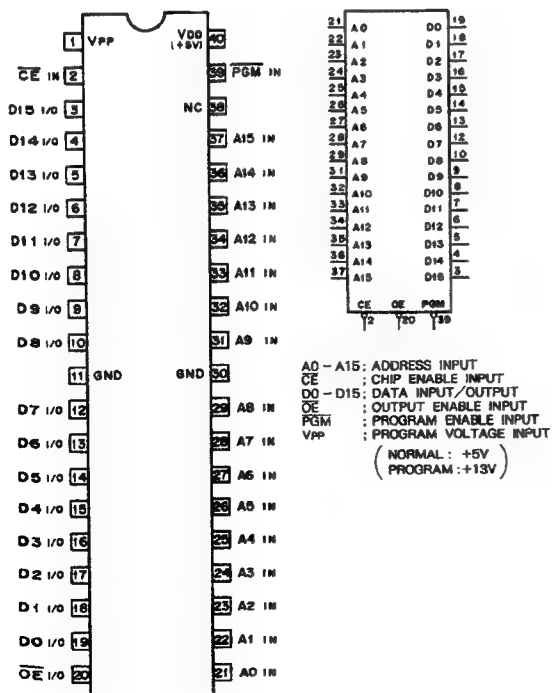 1 VPP VDD (+5V) 40
CE IN 2 39 PGM IN
D15 I/O 3 NC 38
D14 I/O 4 37 A15 IN
D13 I/O 5 36 A14 IN
D12 I/O 6 35 A13 IN
D11 I/O 7 34 A12 IN
D10 I/O 8 33 A11 IN
D9 I/O 9 32 A10 IN
D8 I/O 10 31 A9 IN
11 GND GND 30
D7 I/O 12 29 A8 IN
D6 I/O 13 28 A7 IN
D5 I/O 14 27 A6 IN
D4 I/O 15 26 A5 IN
D3 I/O 16 25 A4 IN
D2 I/O 17 24 A3 IN
D1 I/O 18 23 A2 IN
D0 I/O 19 22 A1 IN
OE I/O 20 21 A0 IN
21 A0 D0 19
22 A1 D1 18
23 A2 D2 17
24 A3 D3 16
25 A4 D4 15
26 A5 D5 14
27 A6 D6 13
28 A7 D7 12
29 A8 D8 10
31 A9 D9 9
32 A10 D10 8
33 A11 D11 7
34 A12 D12 6
35 A13 D13 5
36 A14 D14 4
37 A15 D15 3
CE OE PGM
2 20 39
A0 - A15 ; ADDRESS INPUT
CE ; CHIP ENABLE INPUT
D0 - D15 ; DATA INPUT/OUTPUT
OE ; OUTPUT ENABLE INPUT
PGM ; PROGRAM ENABLE INPUT
VPP ; PROGRAM VOLTAGE INPUT
( NORMAL : +5V
PROGRAM : +13V )